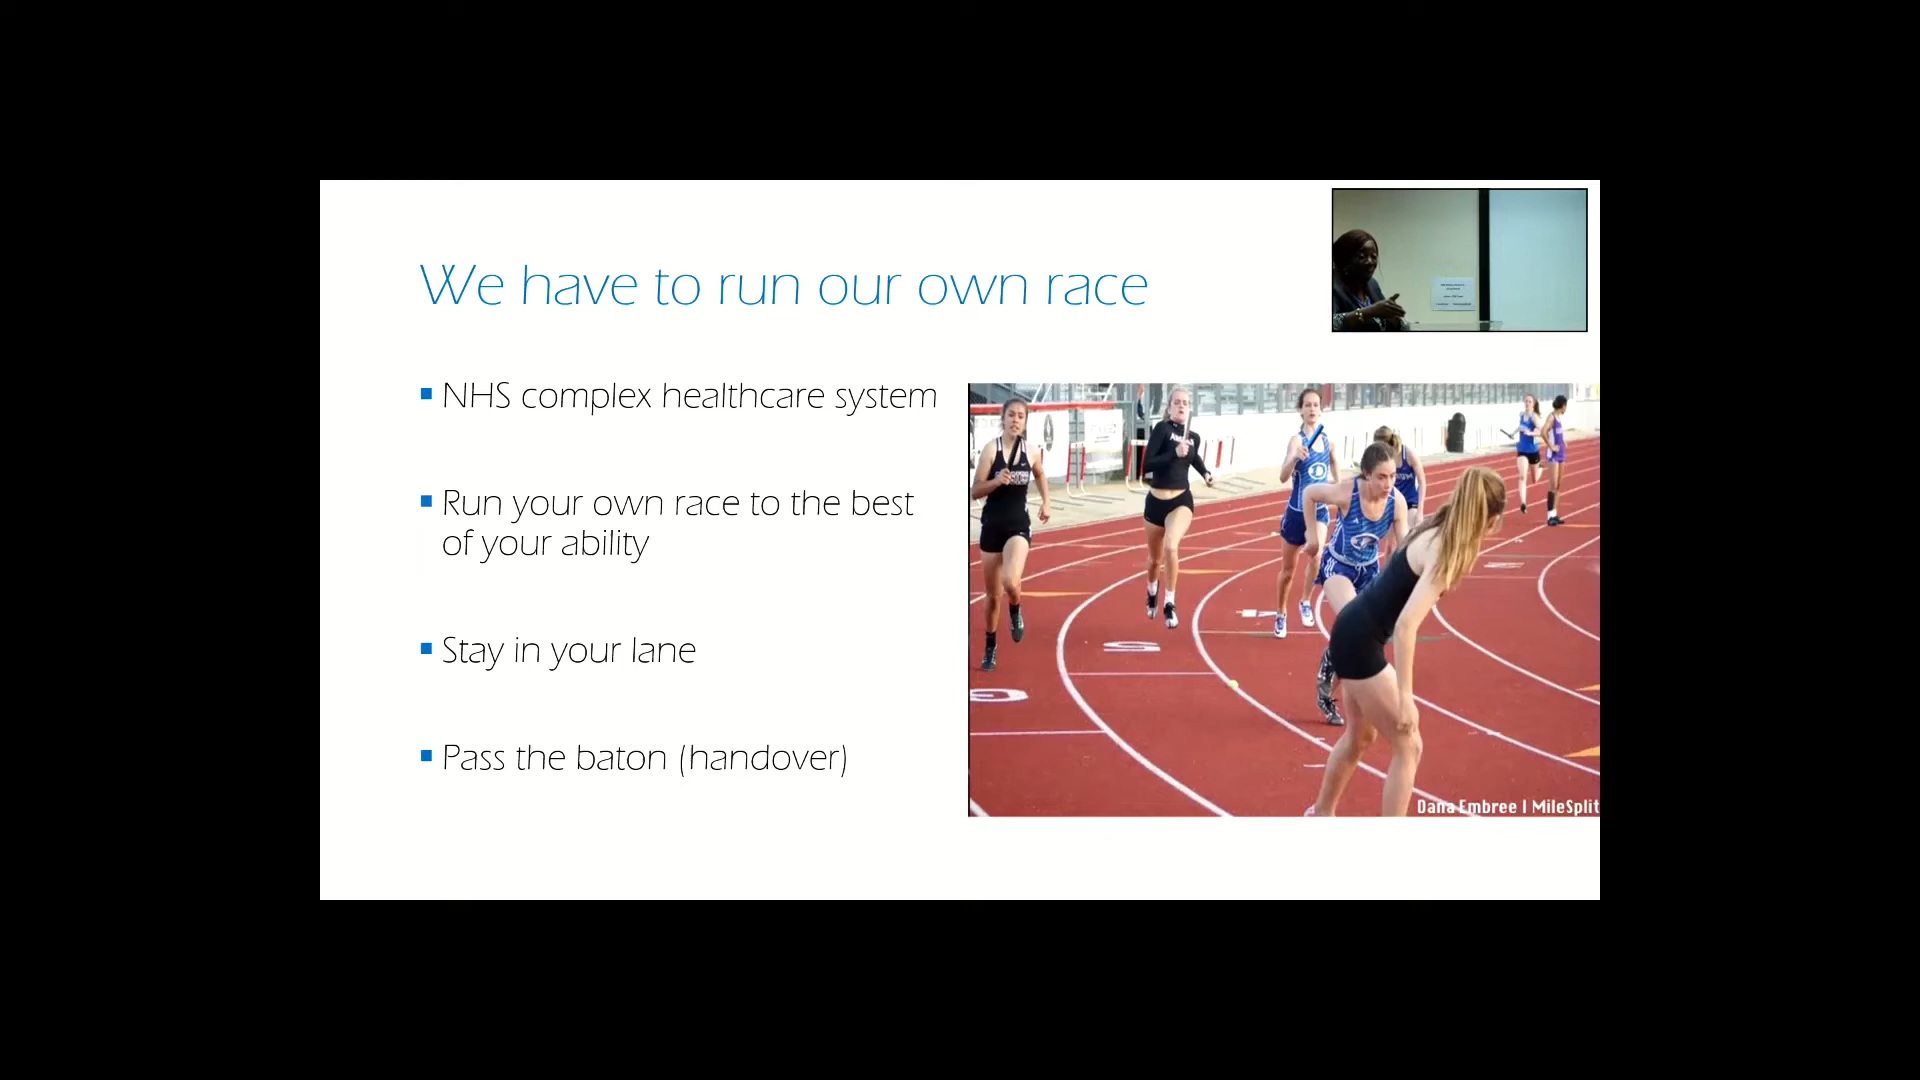 We have to run our own race
NHS complex healthcare system
Run your own race to the best
of your ability
Stay in your lane
Pass the baton (handover)
Dana Embree | MileSplit